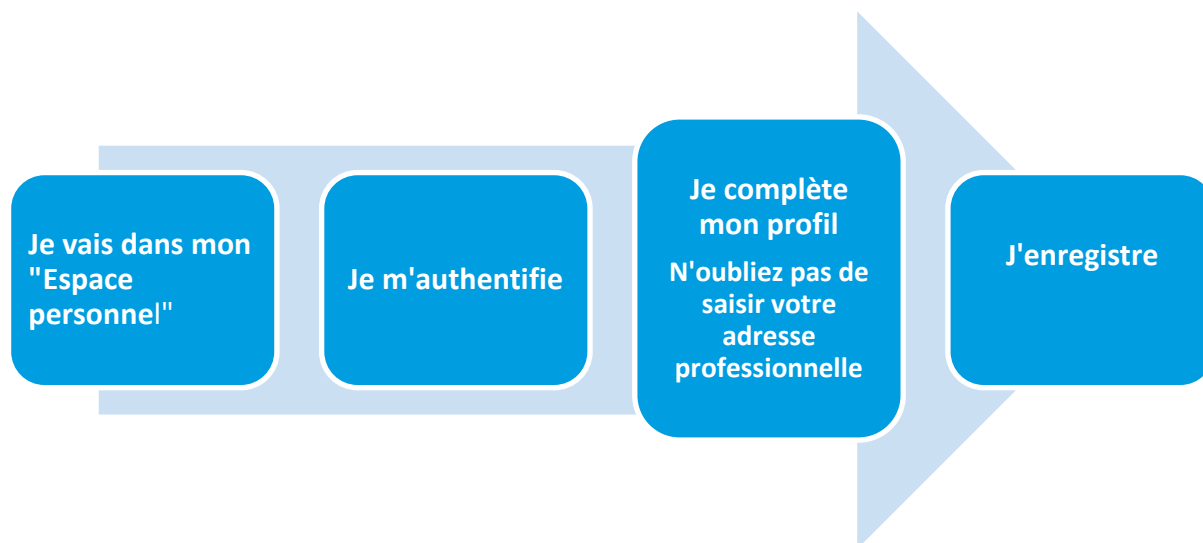 Je vais dans mon
"Espace
personnel"
Je m'authentifie
Je complète
mon profil
N'oubliez pas de
saisir votre
adresse
professionnelle
J'enregistre